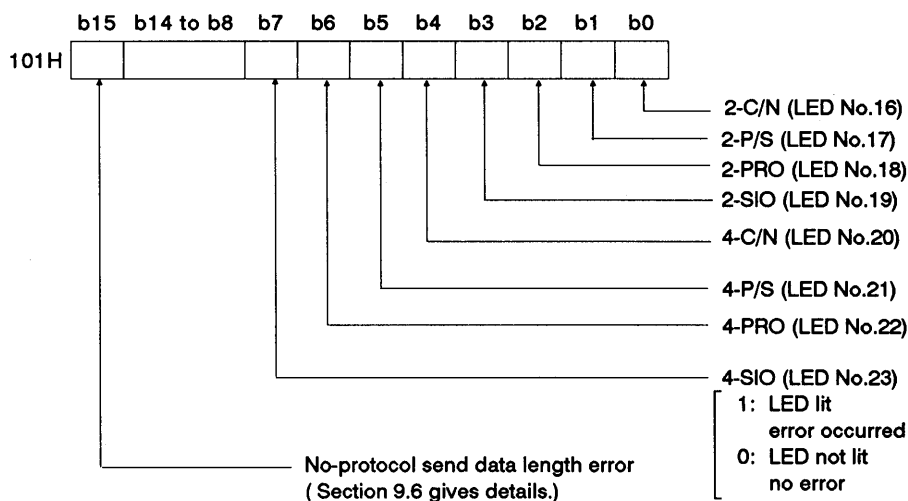 b15 b14 to b8 b7 b6 b5 b4 b3 b2 b1 b0
101H
2-C/N (LED No.16)
2-P/S (LED No.17)
2-PRO (LED No.18)
2-SIO (LED No.19)
4-C/N (LED No.20)
4-P/S (LED No.21)
4-PRO (LED No.22)
4-SIO (LED No.23)
1: LED lit
error occurred
0: LED not lit
no error
No-protocol send data length error
( Section 9.6 gives details.)